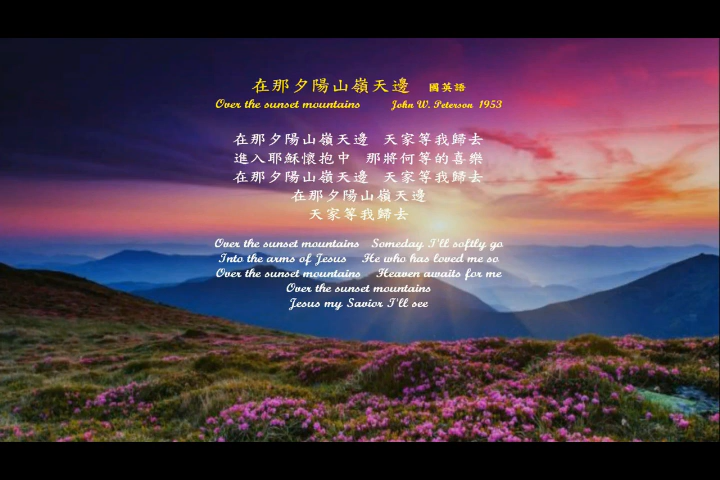 在那夕陽山嶺天邊 國英語
Over the sunset mountains John W. Peterson 1953
在那夕陽山嶺天邊 天家等我歸去
進入耶穌懷抱中 那將何等的喜樂
在那夕陽山嶺天邊 天家等我歸去
在那夕陽山嶺天邊
天家等我歸去
Over the sunset mountains Someday I'll softly go
Into the arms of Jesus He who has loved me so
Over the sunset mountains Heaven awaits for me
Over the sunset mountains
Jesus my Savior I'll see